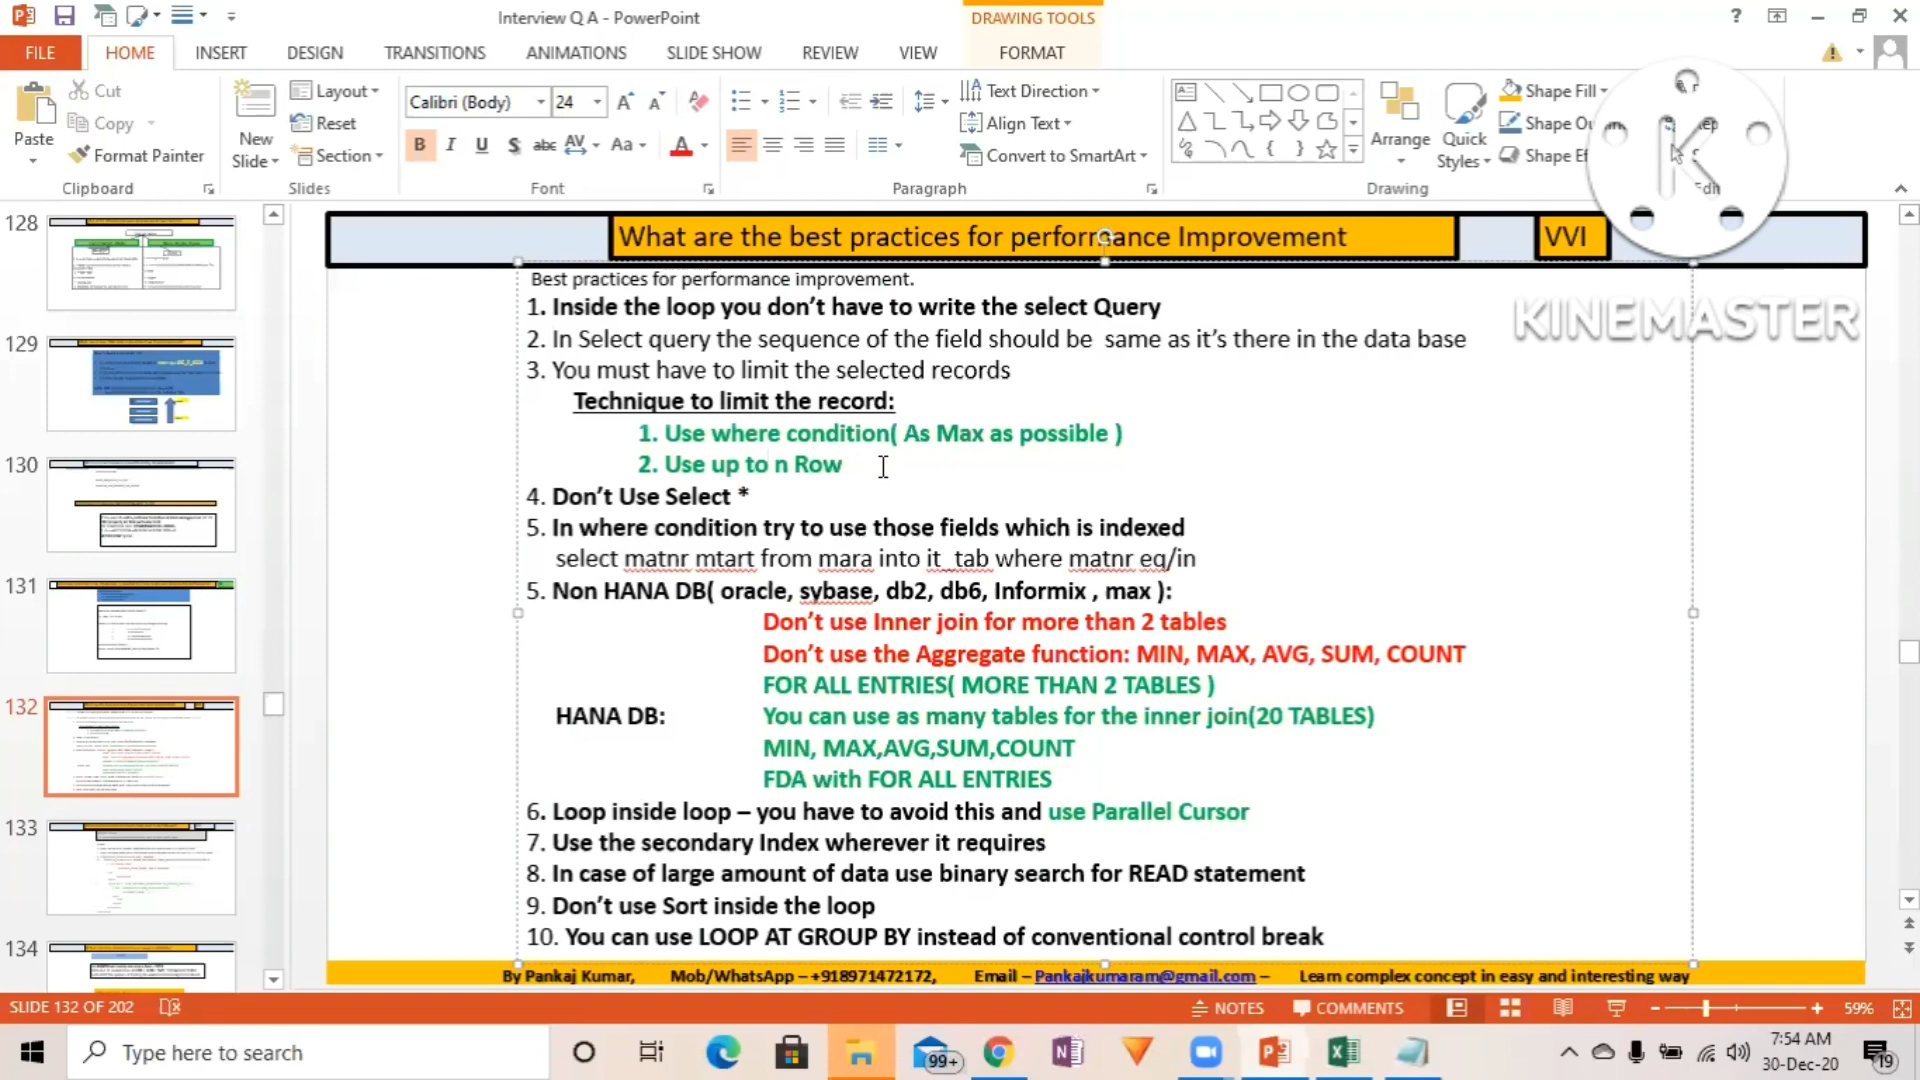 Interview Q A - PowerPoint
DRAWING TOOLS
FILE HOME INSERT DESIGN TRANSITIONS ANIMATIONS SLIDE SHOW REVIEW VIEW FORMAT
Paste
Cut
Copy
Format Painter
Clipboard
New Slide
Layout
Reset
Section
Slides
Calibri (Body) 24
Font
Text Direction
Align Text
Convert to SmartArt
Paragraph
Arrange
Quick Styles
Shape Fill
Shape
Shape
Drawing
K
KINEMASTER
128
129
130
131
132
133
134
What are the best practices for performance Improvement
VVI
Best practices for performance improvement.
1. Inside the loop you don’t have to write the select Query
2. In Select query the sequence of the field should be same as it’s there in the data base
3. You must have to limit the selected records
Technique to limit the record:
1. Use where condition( As Max as possible )
2. Use up to n Row
4. Don’t Use Select *
5. In where condition try to use those fields which is indexed
select matnr mtart from mara into it_tab where matnr eq/in
5. Non HANA DB( oracle, sybase, db2, db6, Informix , max ):
Don’t use Inner join for more than 2 tables
Don’t use the Aggregate function: MIN, MAX, AVG, SUM, COUNT
FOR ALL ENTRIES( MORE THAN 2 TABLES )
HANA DB: You can use as many tables for the inner join(20 TABLES)
MIN, MAX,AVG,SUM,COUNT
FDA with FOR ALL ENTRIES
6. Loop inside loop – you have to avoid this and use Parallel Cursor
7. Use the secondary Index wherever it requires
8. In case of large amount of data use binary search for READ statement
9. Don’t use Sort inside the loop
10. You can use LOOP AT GROUP BY instead of conventional control break
By Pankaj Kumar, Mob/WhatsApp – +918971472172, Email – Pankajkumaram@gmail.com – Learn complex concept in easy and interesting way
SLIDE 132 OF 202
NOTES
COMMENTS
59%
Type here to search
99+
7:54 AM
30-Dec-20
19